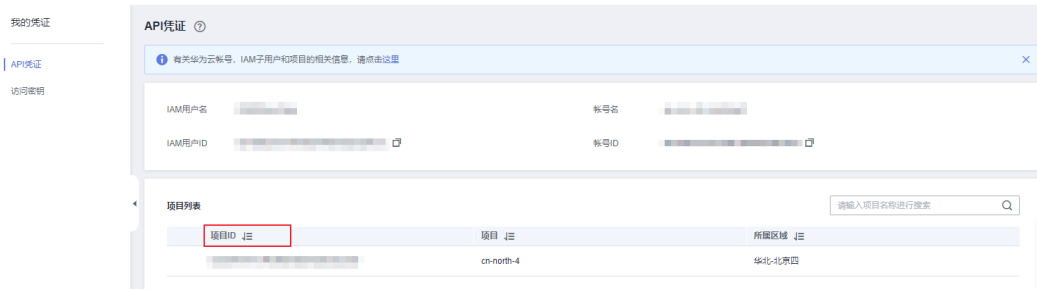 我的凭证
API凭证
访问密钥
API凭证
有关华为云帐号、IAM子用户和项目的相关信息，请点击这里
IAM用户名
帐号名
IAM用户ID
帐号ID
项目列表
请输入项目名称进行搜索
项目ID 项目 所属区域
cn-north-4 华北-北京四